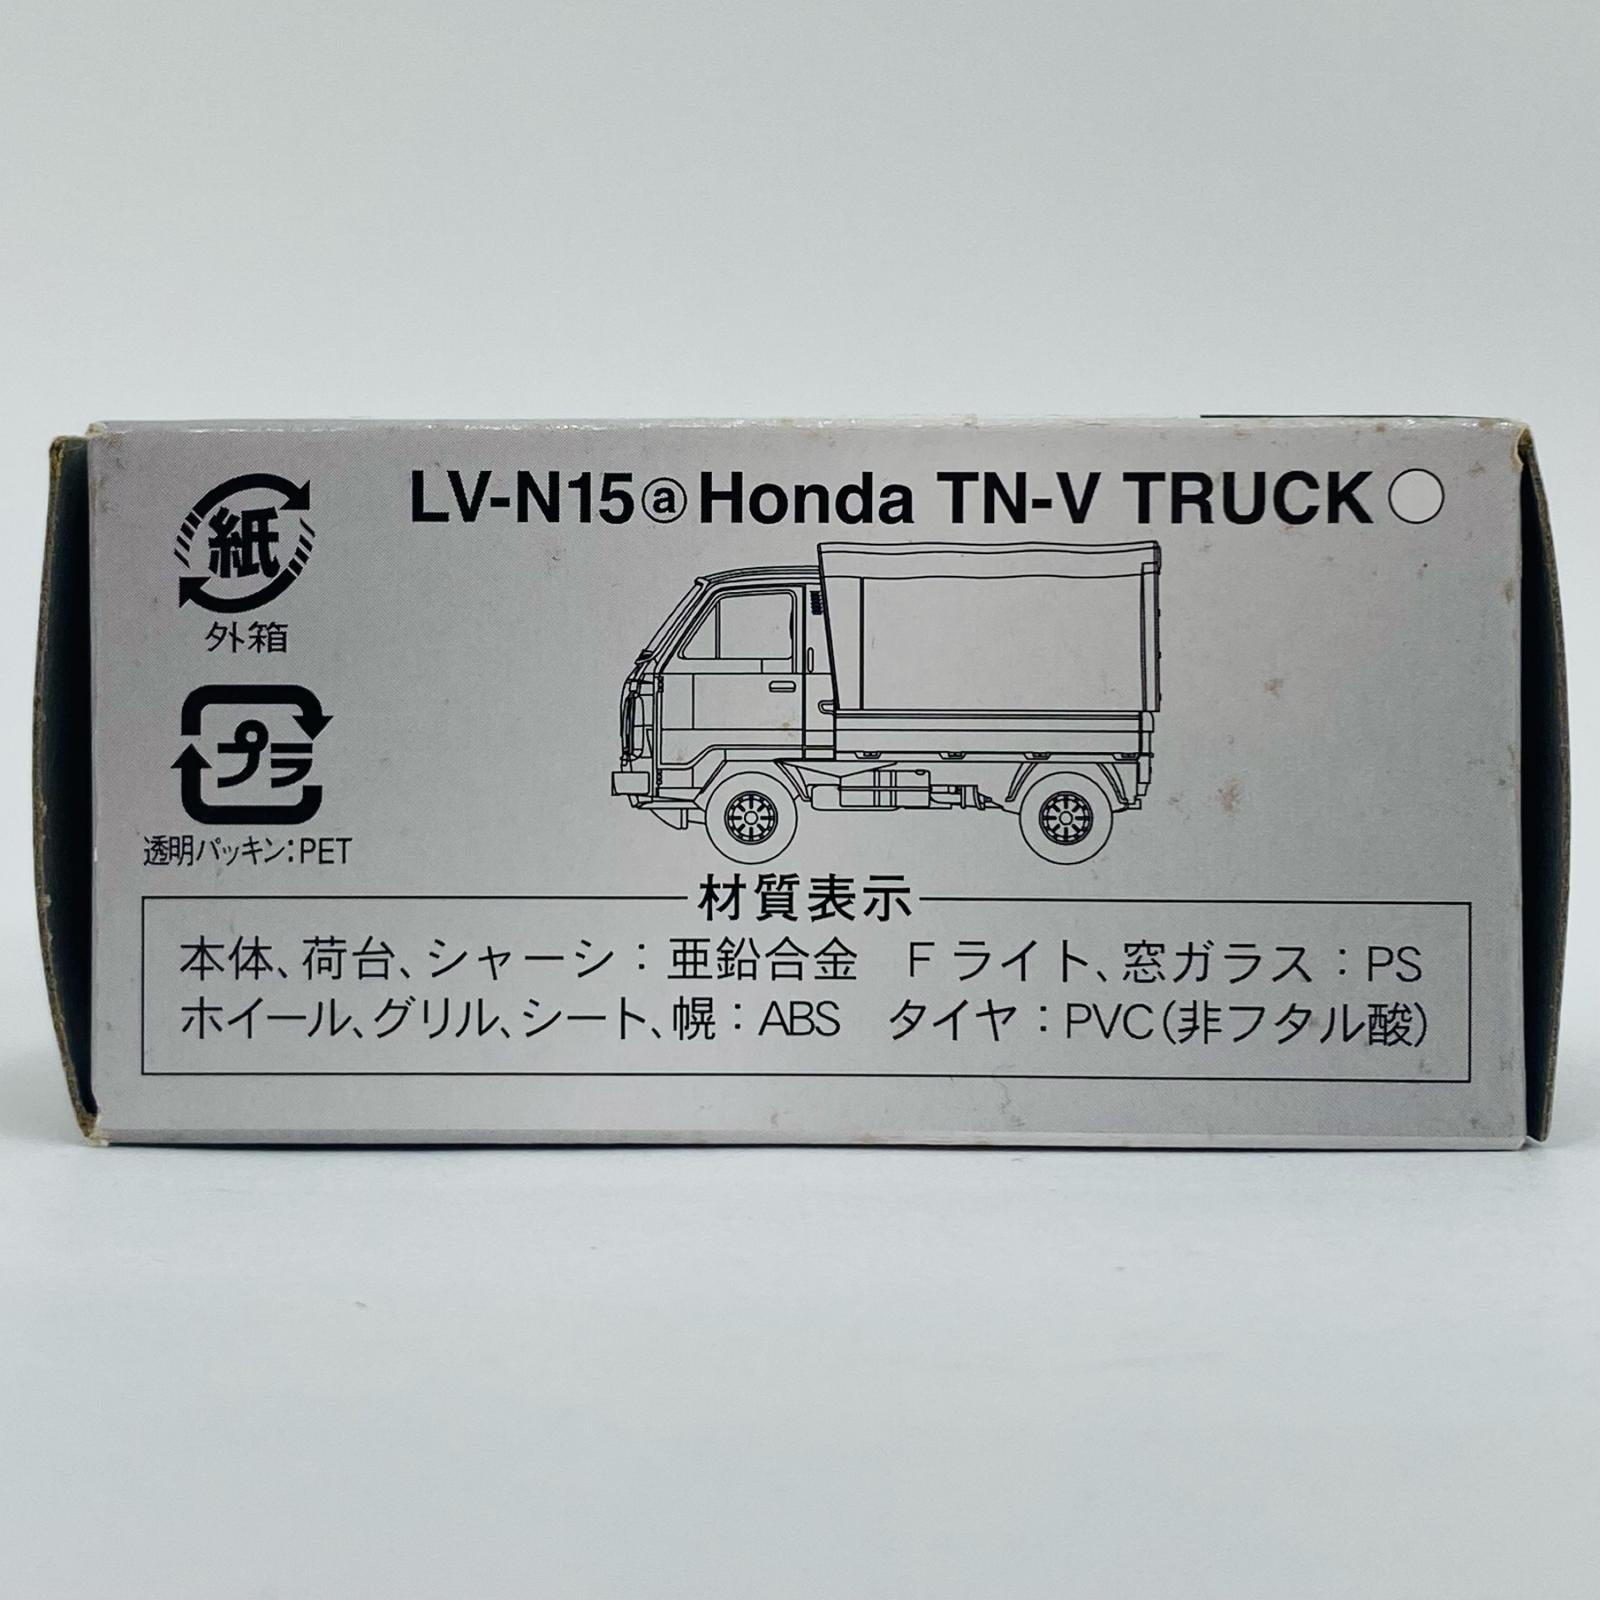 LV-N15ⓐHonda TN-V TRUCK○
紙
外箱
プラ
透明パッキン:PET
材質表示
本体、荷台、シャーシ:亜鉛合金 Fライト、窓ガラス:PS
ホイール、グリル、シート、幌:ABS タイヤ:PVC(非フタル酸)